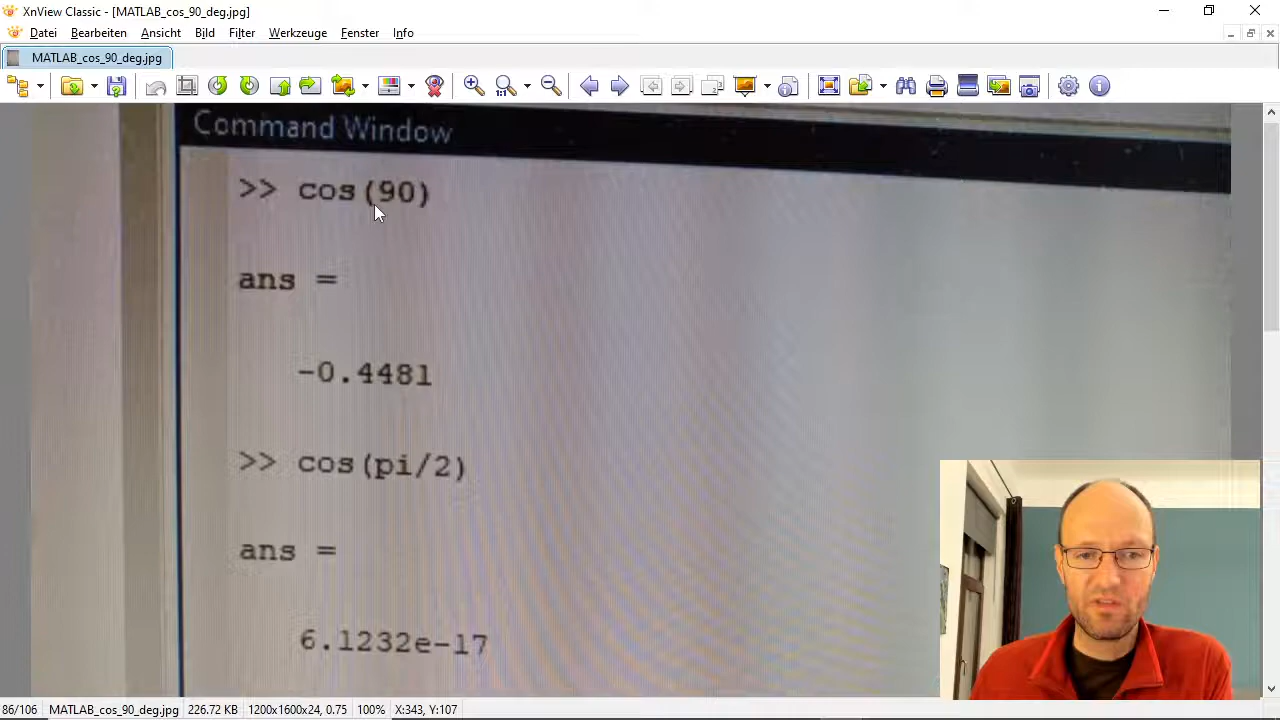 XnView Classic - [MATLAB_cos_90_deg.jpg]
Datei Bearbeiten Ansicht Bild Filter Werkzeuge Fenster Info
MATLAB_cos_90_deg.jpg
Command Window
>> cos(90)
ans =
-0.4481
>> cos(pi/2)
ans =
6.1232e-17
86/106 MATLAB_cos_90_deg.jpg 226.72 KB 1200x1600x24, 0.75 100% X:343, Y:107